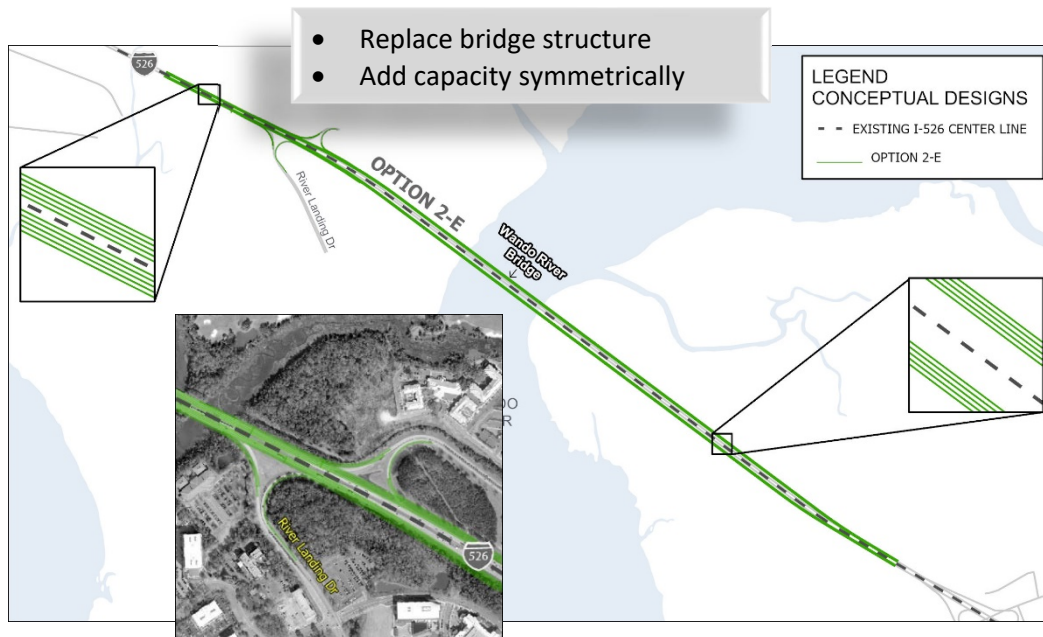 • Replace bridge structure
• Add capacity symmetrically
526
LEGEND
CONCEPTUAL DESIGNS
EXISTING I-526 CENTER LINE
OPTION 2-E
River Landing Dr
OPTION 2-E
Wando River
Bridge
River Landing Dr
526